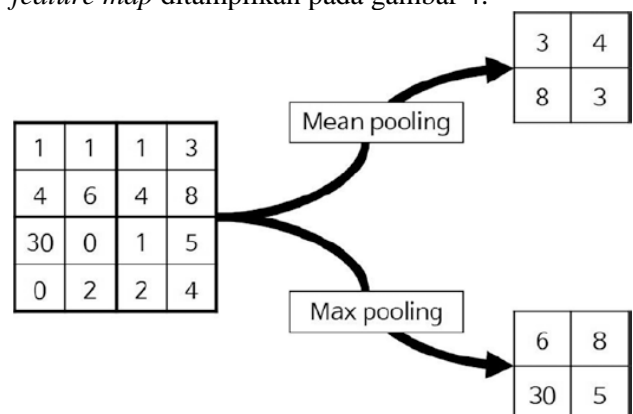 feature map ditampilkan pada gambar 4.
3 4
8 3
Mean pooling
1 1 1 3
4 6 4 8
30 0 1 5
0 2 2 4
Max pooling
6 8
30 5